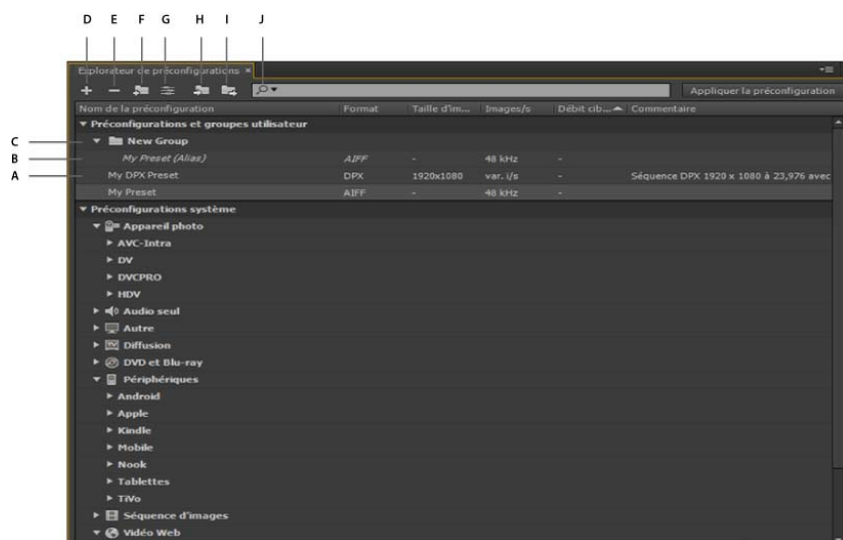 D E F G H I J
Explorateur de préconfigurations
Appliquer la préconfiguration
Nom de la préconfiguration Format Taille d'im... Images/s Débit cib... Commentaire
Préconfigurations et groupes utilisateur
C New Group
B My Preset (Alias) AIFF - 48 kHz -
A My DPX Preset DPX 1920x1080 var. i/s - Séquence DPX 1920 x 1080 à 23,976 avec
My Preset AIFF - 48 kHz -
Préconfigurations système
Appareil photo
AVC-Intra
DV
DVCPRO
HDV
Audio seul
Autre
Diffusion
DVD et Blu-ray
Périphériques
Android
Apple
Kindle
Mobile
Nook
Tablettes
TiVo
Séquence d'images
Vidéo Web